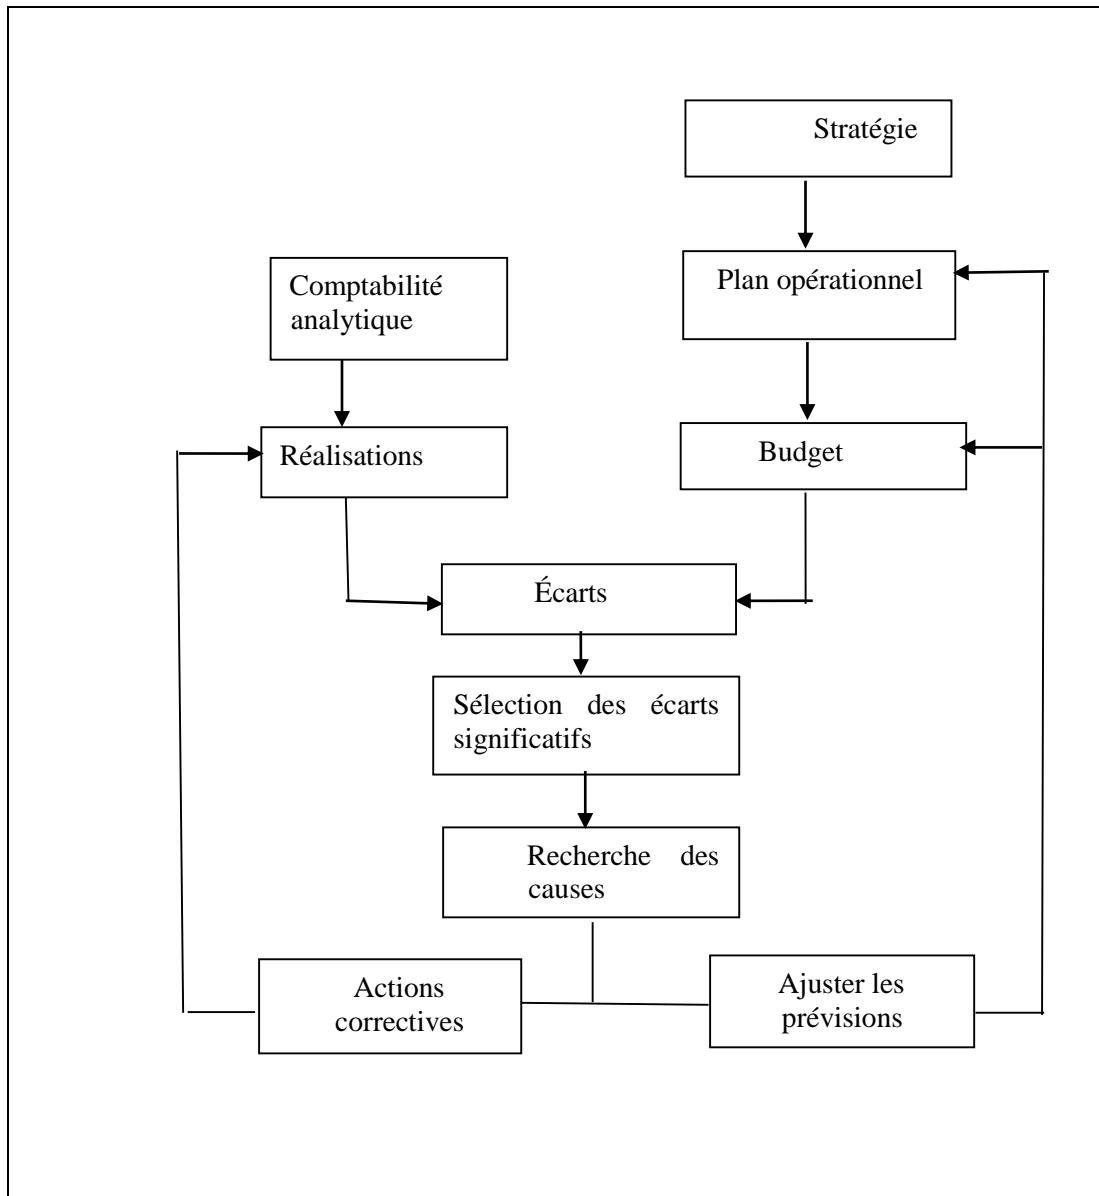 Stratégie
Plan opérationnel
Comptabilité
analytique
Budget
Réalisations
Écarts
Sélection des écarts
significatifs
Recherche des
causes
Actions
correctives
Ajuster les
prévisions